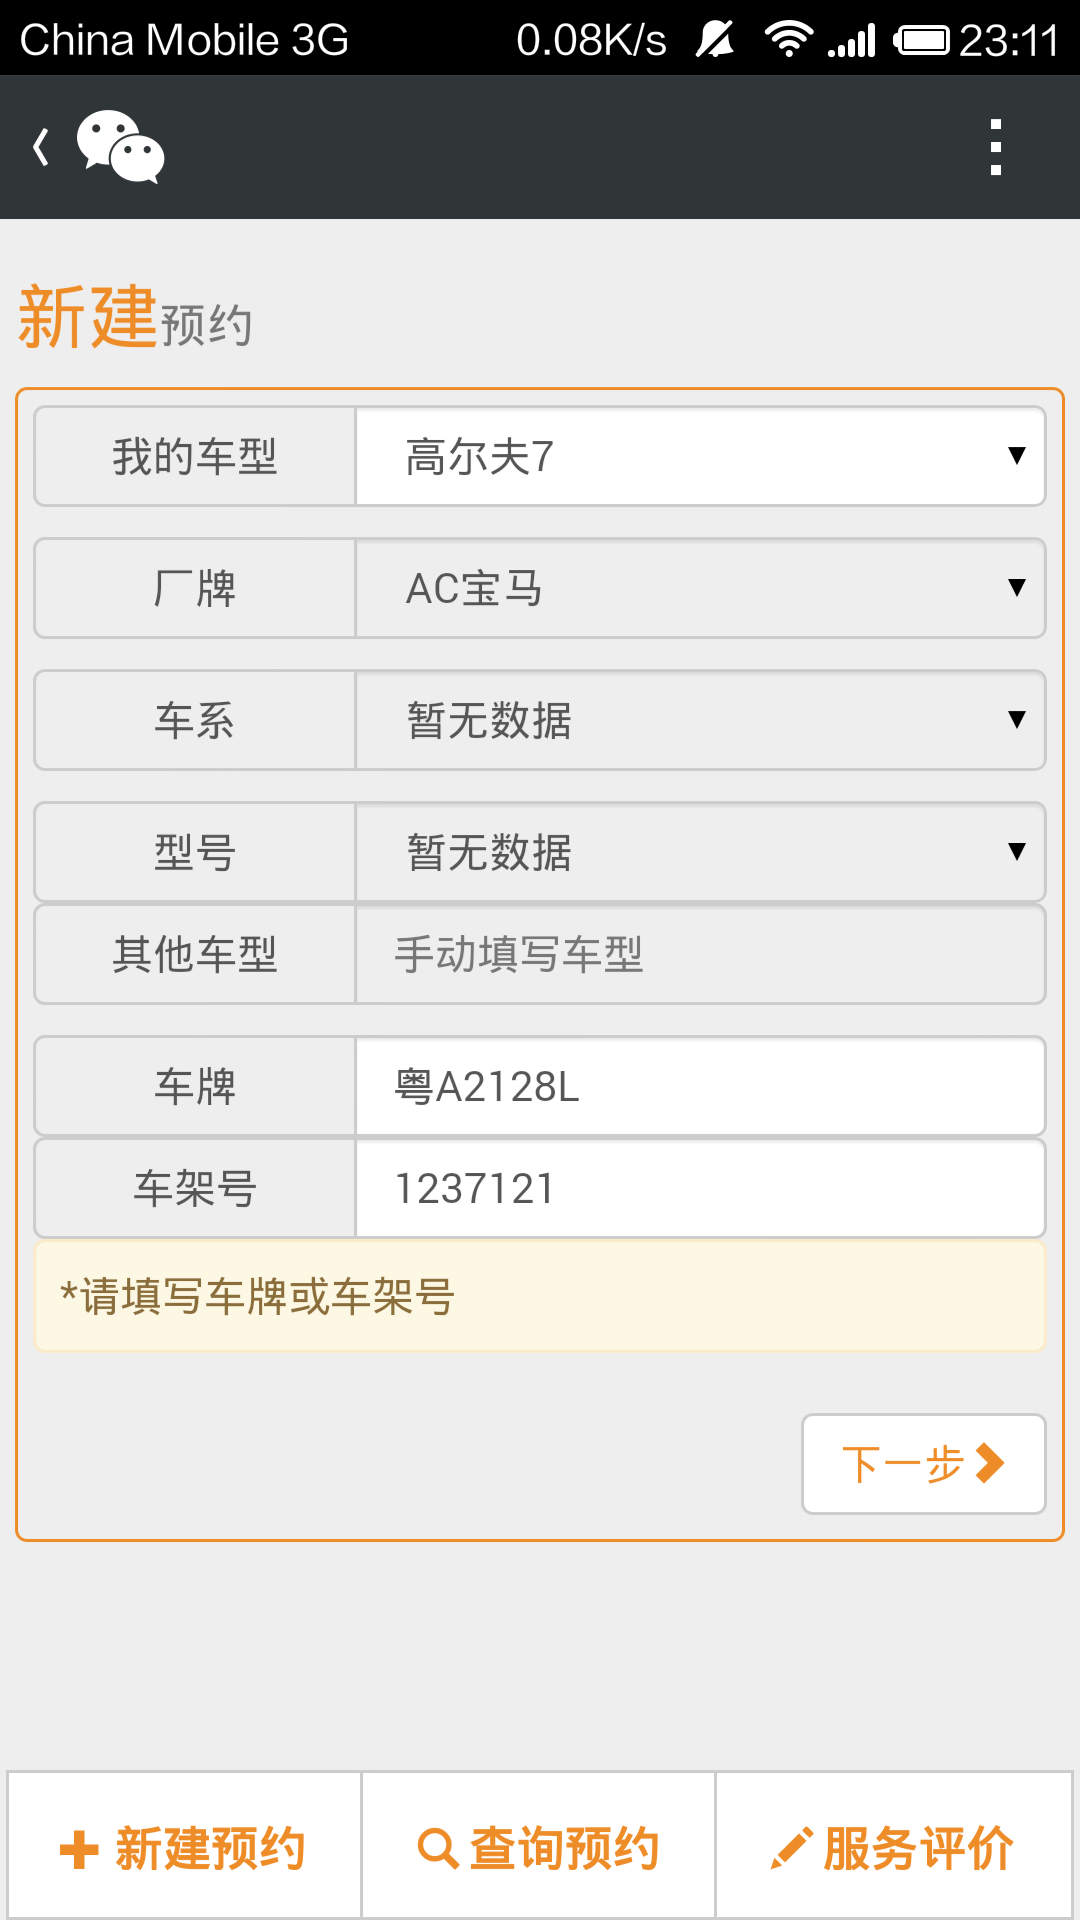 China Mobile 3G 0.08K/s 23:11
新建预约
我的车型 高尔夫7
厂牌 AC宝马
车系 暂无数据
型号 暂无数据
其他车型 手动填写车型
车牌 粤A2128L
车架号 1237121
*请填写车牌或车架号
下一步
新建预约 查询预约 服务评价